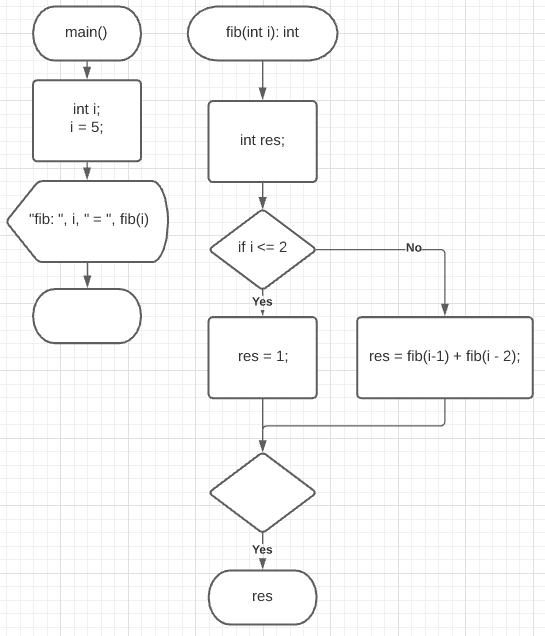 main()
int i;
i = 5;
"fib: ", i, " = ", fib(i)
fib(int i): int
int res;
if i <= 2
No
Yes
res = 1;
res = fib(i-1) + fib(i - 2);
Yes
res